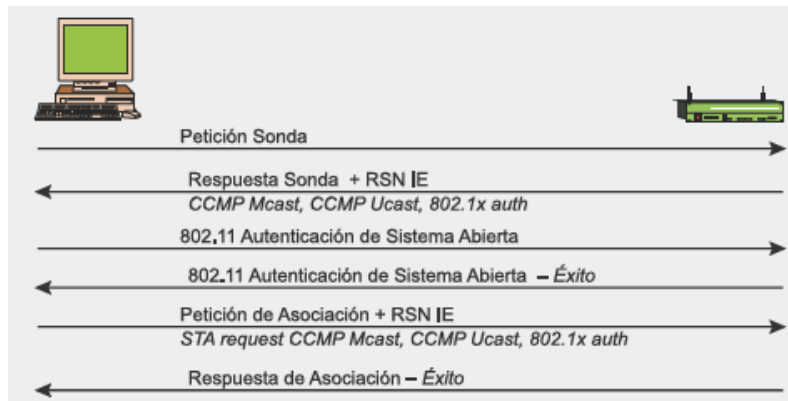 Petición Sonda
Respuesta Sonda + RSN IE
CCMP Mcast, CCMP Ucast, 802.1x auth
802.11 Autenticación de Sistema Abierta
802.11 Autenticación de Sistema Abierta – Éxito
Petición de Asociación + RSN IE
STA request CCMP Mcast, CCMP Ucast, 802.1x auth
Respuesta de Asociación – Éxito